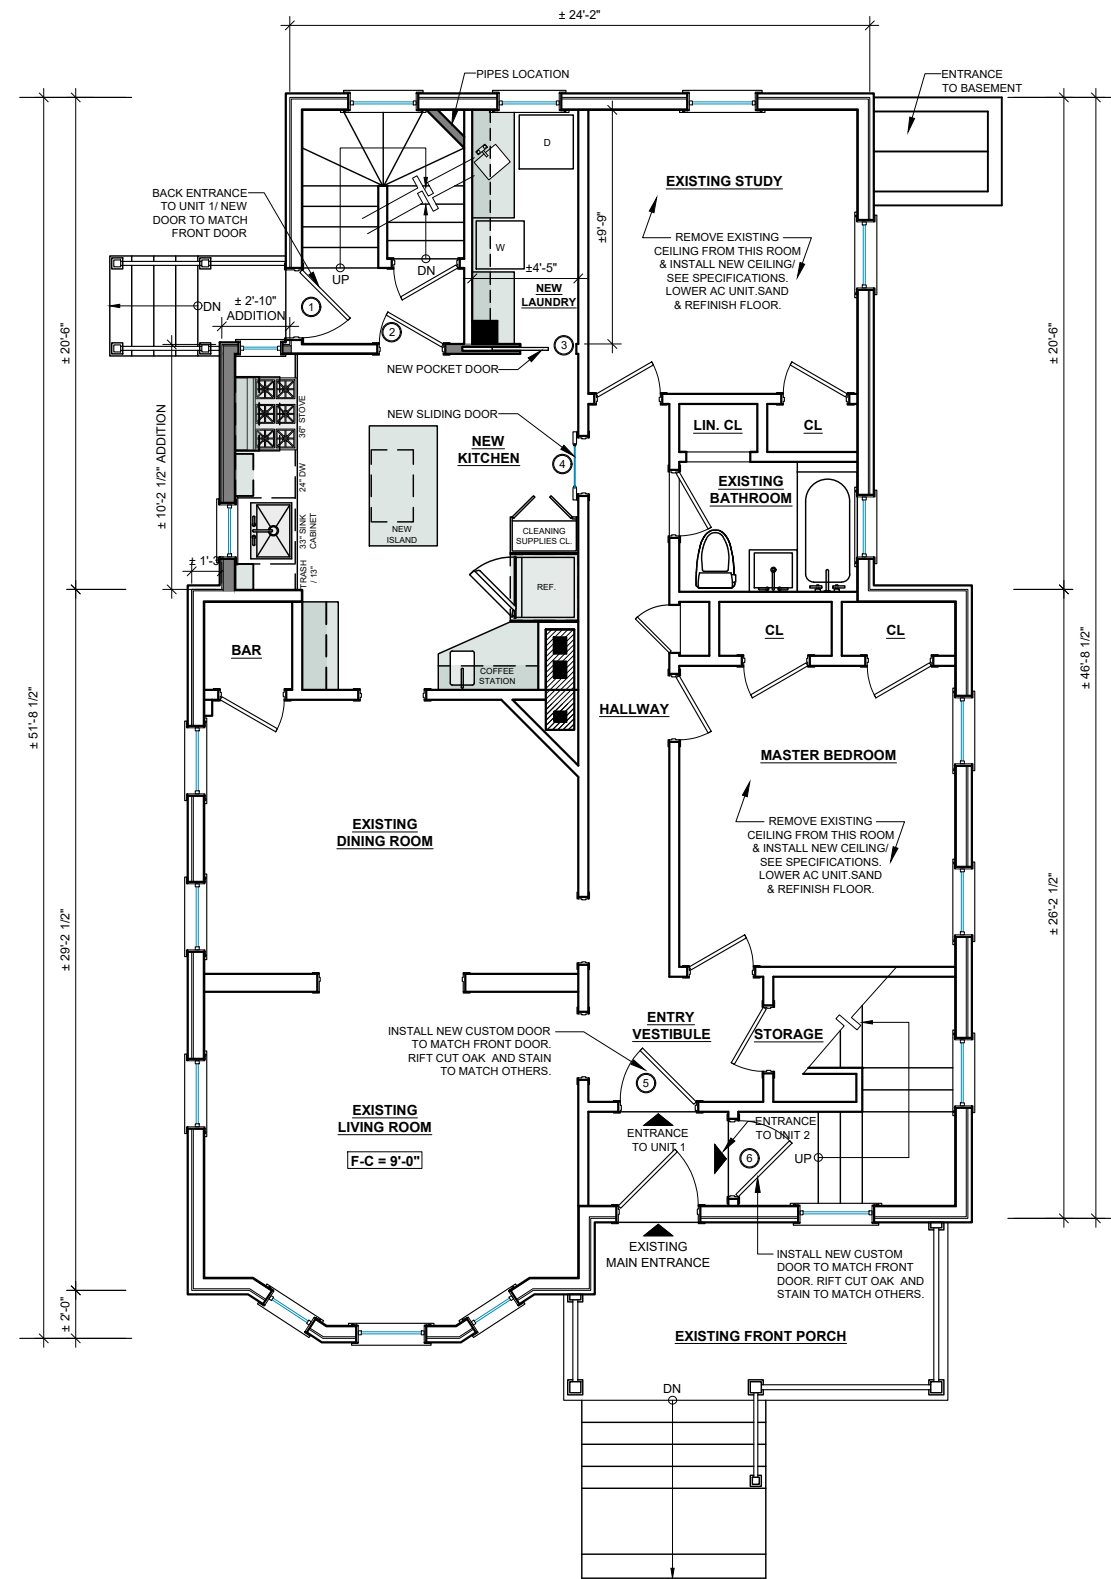 ± 24'-2"
PIPES LOCATION
ENTRANCE
TO BASEMENT
D
BACK ENTRANCE
TO UNIT 1/ NEW
DOOR TO MATCH
FRONT DOOR
EXISTING STUDY
REMOVE EXISTING
CEILING FROM THIS ROOM
& INSTALL NEW CEILING/
SEE SPECIFICATIONS.
LOWER AC UNIT.SAND
& REFINISH FLOOR.
±9'-9"
W
±4'-5"
NEW
LAUNDRY
UP
DN
DN
± 2'-10"
ADDITION
1
2
3
NEW POCKET DOOR
± 20'-6"
± 20'-6"
± 10'-2 1/2" ADDITION
36" STOVE
24" DW
33" SINK
CABINET
TRASH
/ 13"
NEW SLIDING DOOR
NEW
KITCHEN
4
NEW
ISLAND
LIN. CL
CL
EXISTING
BATHROOM
CLEANING
SUPPLIES CL.
REF.
± 1'-3"
BAR
COFFEE
STATION
CL
CL
± 51'-8 1/2"
± 46'-8 1/2"
HALLWAY
MASTER BEDROOM
REMOVE EXISTING
CEILING FROM THIS ROOM
& INSTALL NEW CEILING/
SEE SPECIFICATIONS.
LOWER AC UNIT.SAND
& REFINISH FLOOR.
EXISTING
DINING ROOM
± 29'-2 1/2"
± 26'-2 1/2"
INSTALL NEW CUSTOM DOOR
TO MATCH FRONT DOOR.
RIFT CUT OAK AND STAIN
TO MATCH OTHERS.
ENTRY
VESTIBULE
STORAGE
5
EXISTING
LIVING ROOM
F-C = 9'-0"
ENTRANCE
TO UNIT 1
ENTRANCE
TO UNIT 2
6
UP
EXISTING
MAIN ENTRANCE
INSTALL NEW CUSTOM
DOOR TO MATCH FRONT
DOOR. RIFT CUT OAK AND
STAIN TO MATCH OTHERS.
± 2'-0"
EXISTING FRONT PORCH
DN